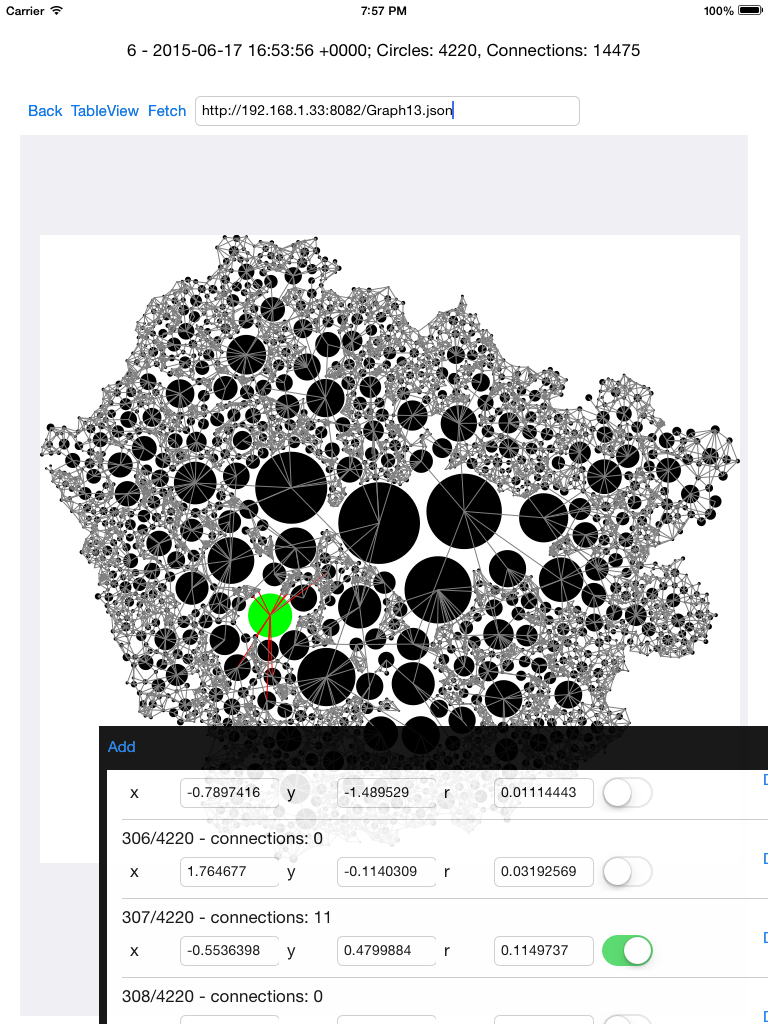 Carrier 7:57 PM 100%
6 - 2015-06-17 16:53:56 +0000; Circles: 4220, Connections: 14475
Back TableView Fetch http://192.168.1.33:8082/Graph13.json
Add
x -0.7897416 y -1.489529 r 0.01114443
306/4220 - connections: 0
x 1.764677 y -0.1140309 r 0.03192569
307/4220 - connections: 11
x -0.5536398 y 0.4799884 r 0.1149737
308/4220 - connections: 0